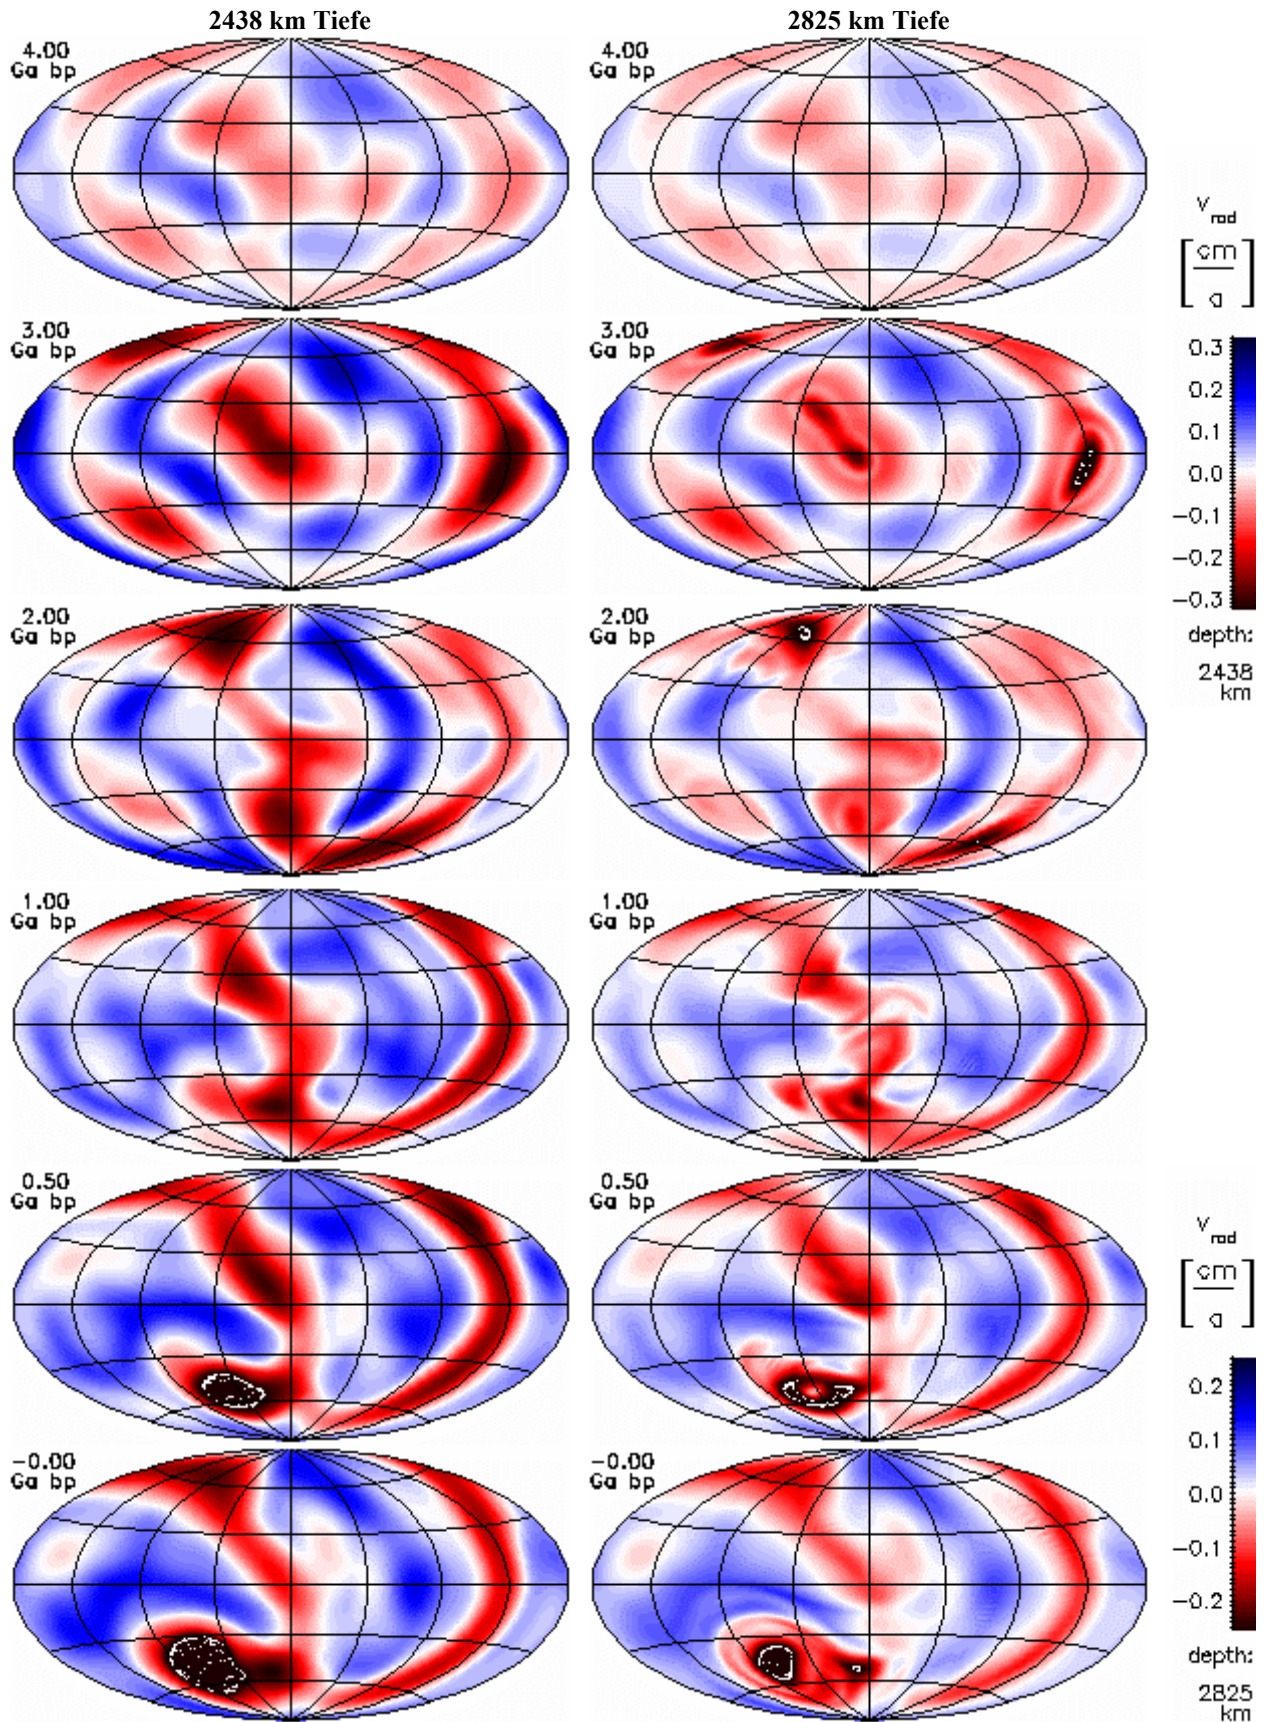 2438 km Tiefe
2825 km Tiefe
4.00
Ga bp
4.00
Ga bp
v rad
[ cm
a ]
3.00
Ga bp
3.00
Ga bp
0.3
0.2
0.1
0.0
−0.1
−0.2
−0.3
depth:
2438
km
2.00
Ga bp
2.00
Ga bp
1.00
Ga bp
1.00
Ga bp
0.50
Ga bp
0.50
Ga bp
v rad
[ cm
a ]
0.2
0.1
0.0
−0.1
−0.2
depth:
2825
km
−0.00
Ga bp
−0.00
Ga bp